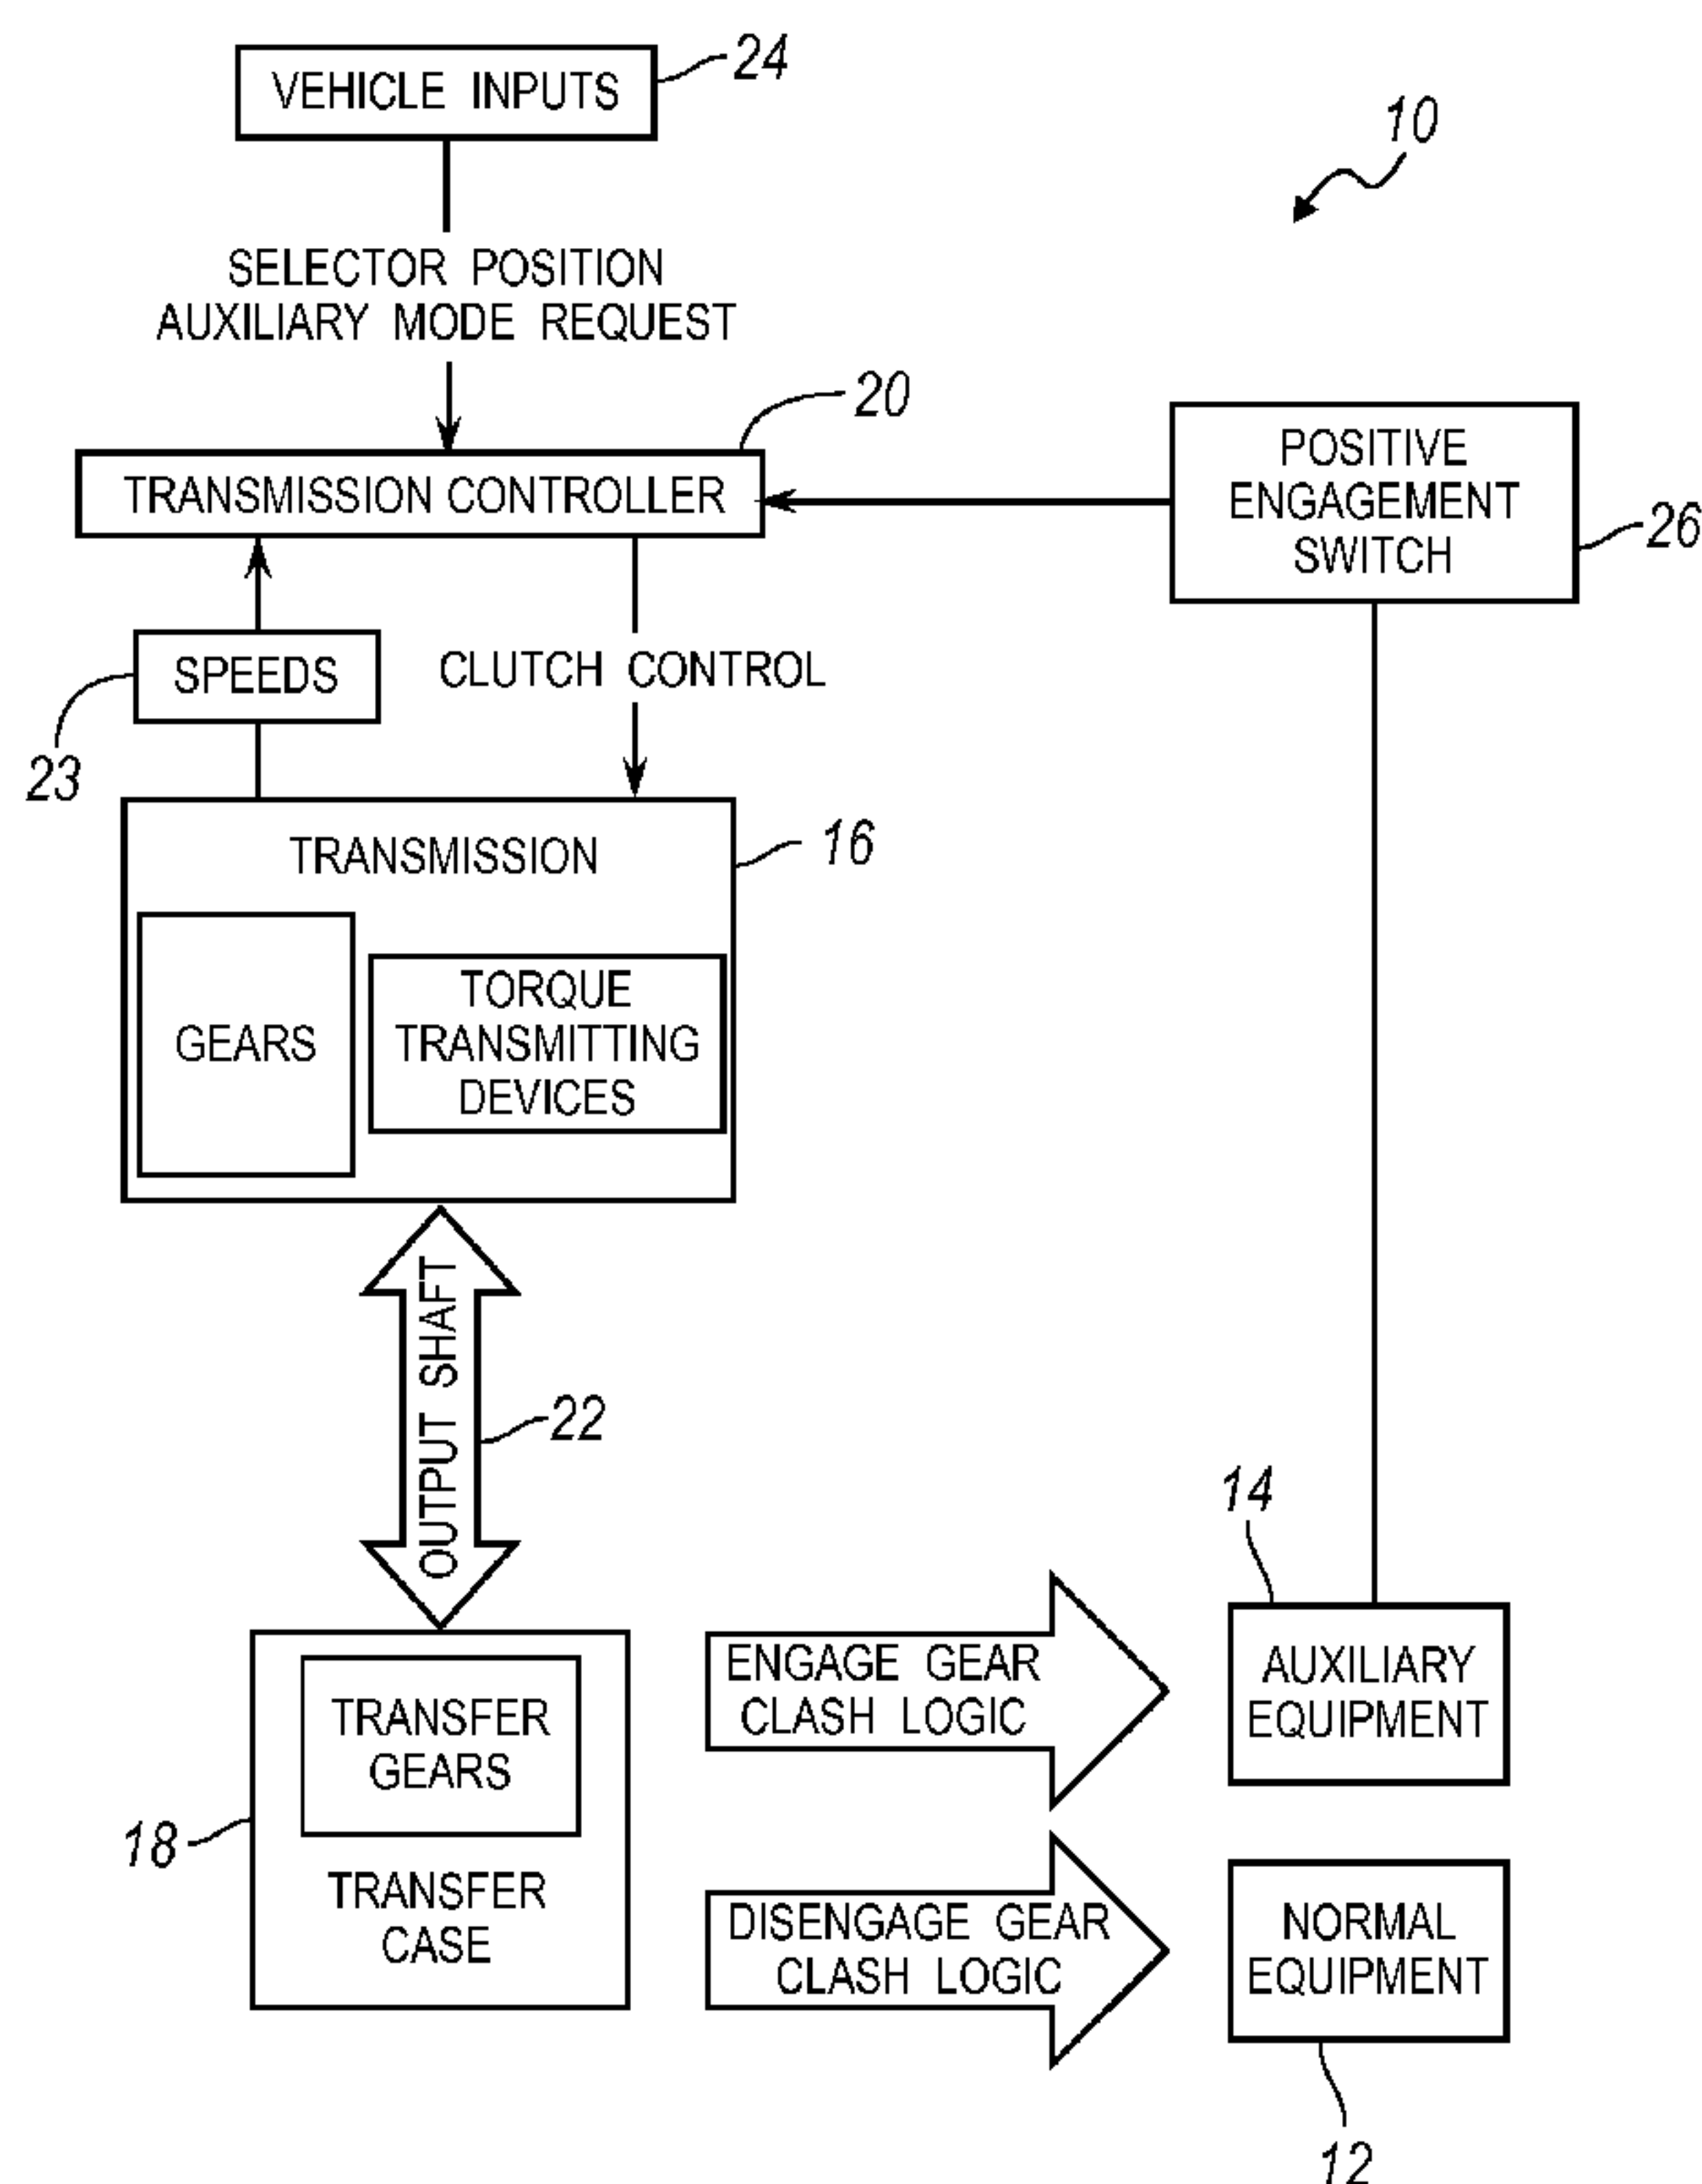 24
VEHICLE INPUTS
10
SELECTOR POSITION
AUXILIARY MODE REQUEST
20
TRANSMISSION CONTROLLER
POSITIVE
ENGAGEMENT
SWITCH
26
SPEEDS
CLUTCH CONTROL
23
TRANSMISSION
16
GEARS
TORQUE
TRANSMITTING
DEVICES
OUTPUT SHAFT
22
14
ENGAGE GEAR
CLASH LOGIC
AUXILIARY
EQUIPMENT
TRANSFER
GEARS
18
TRANSFER
CASE
DISENGAGE GEAR
CLASH LOGIC
NORMAL
EQUIPMENT
12